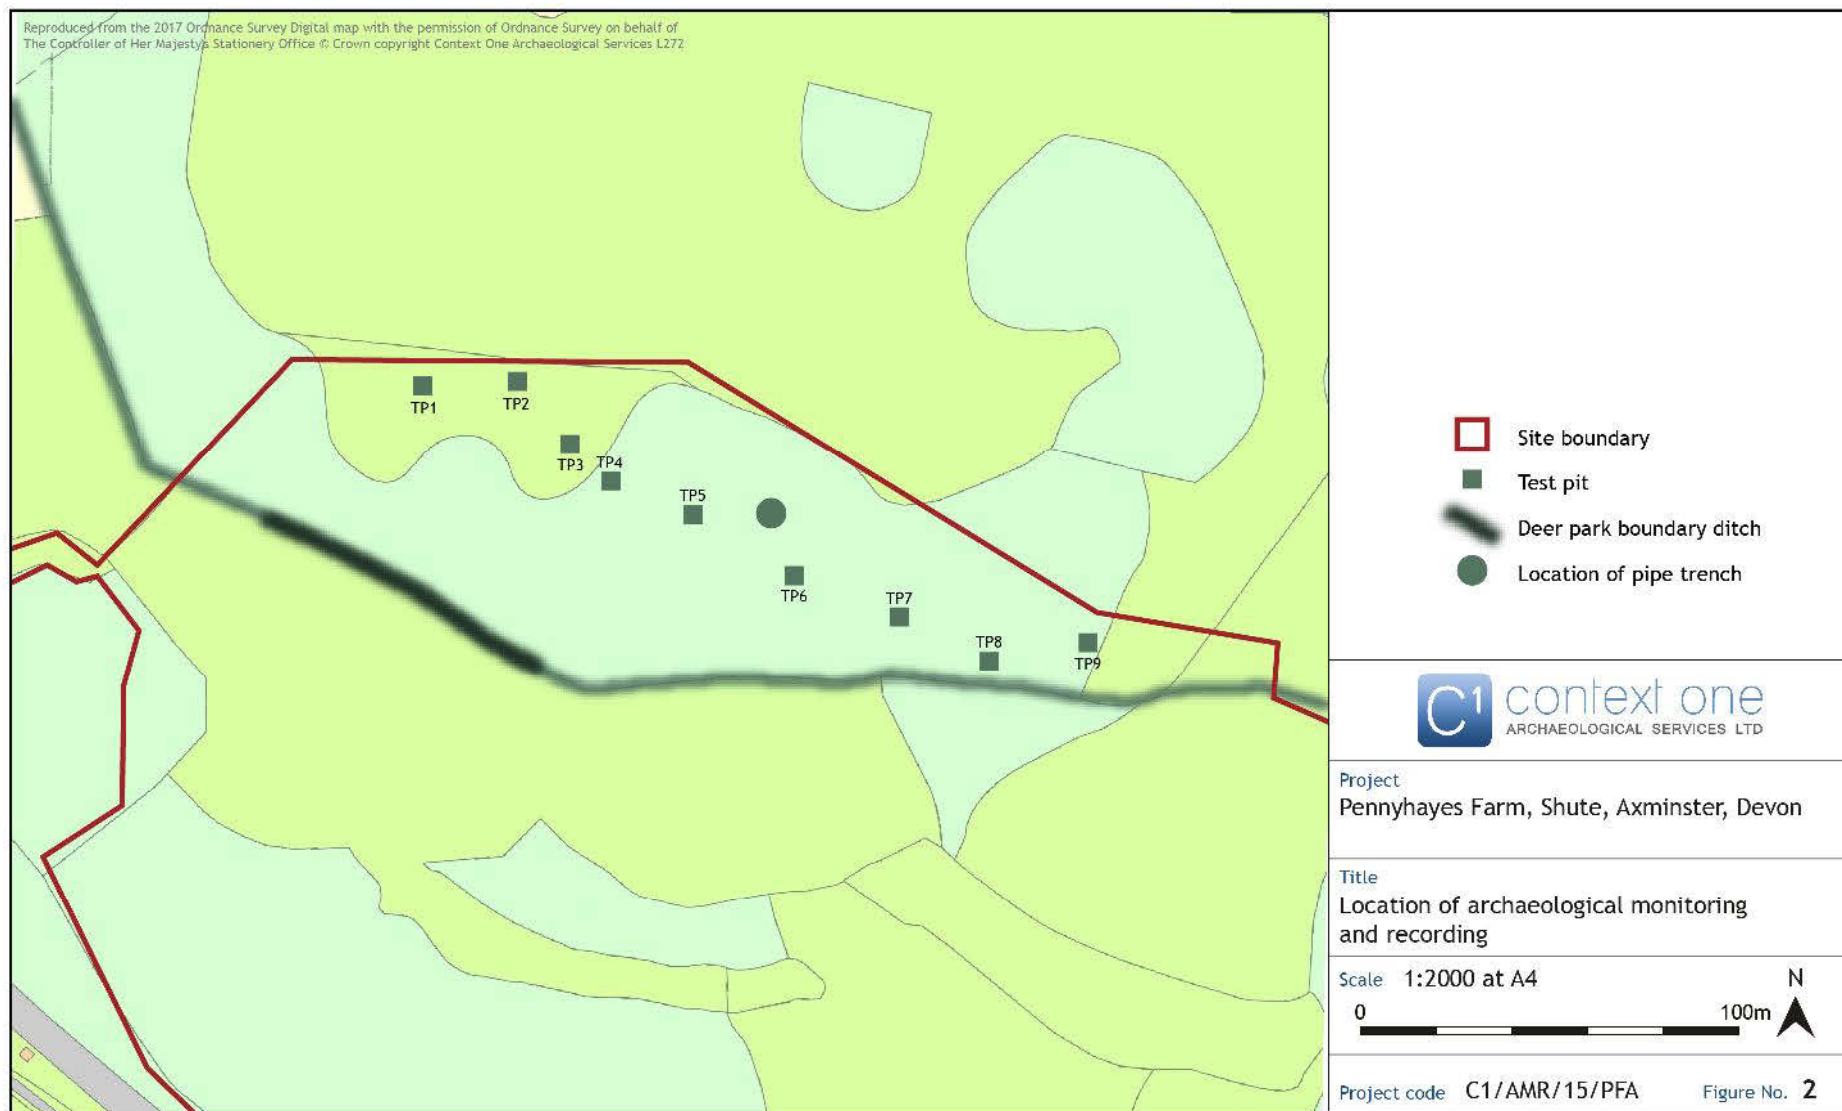 Reproduced from the 2017 Ordnance Survey Digital map with the permission of Ordnance Survey on behalf of
The Controller of Her Majesty's Stationery Office © Crown copyright Context One Archaeological Services L272
TP1
TP2
TP3
TP4
TP5
TP6
TP7
TP8
TP9
Site boundary
Test pit
Deer park boundary ditch
Location of pipe trench
C1 context one
ARCHAEOLOGICAL SERVICES LTD
Project
Pennyhayes Farm, Shute, Axminster, Devon
Title
Location of archaeological monitoring
and recording
Scale 1:2000 at A4
N
0 100m
Project code C1/AMR/15/PFA Figure No. 2